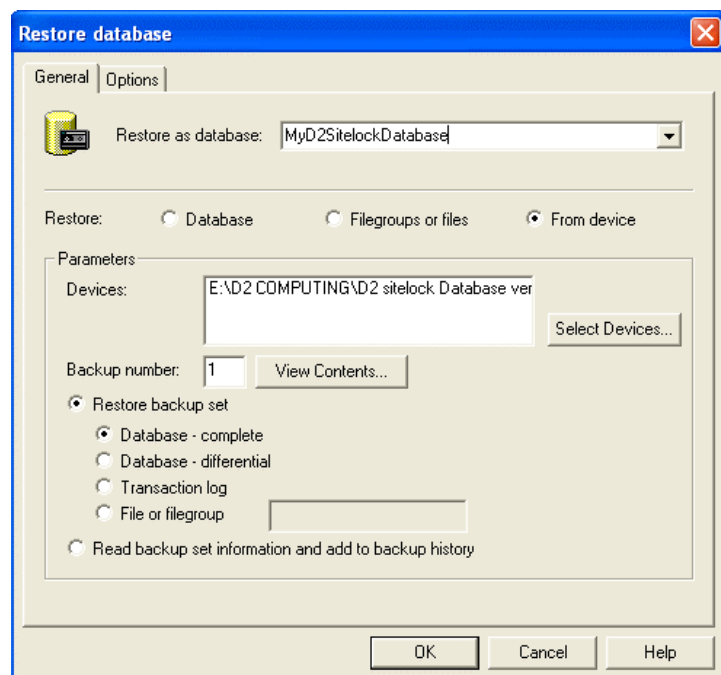 Restore database
General Options
Restore as database: MyD2SitelockDatabase
Restore: Database Filegroups or files From device
Parameters
Devices: E:\D2 COMPUTING\D2 sitelock Database ver
Select Devices...
Backup number: 1 View Contents...
Restore backup set
Database - complete
Database - differential
Transaction log
File or filegroup
Read backup set information and add to backup history
OK Cancel Help